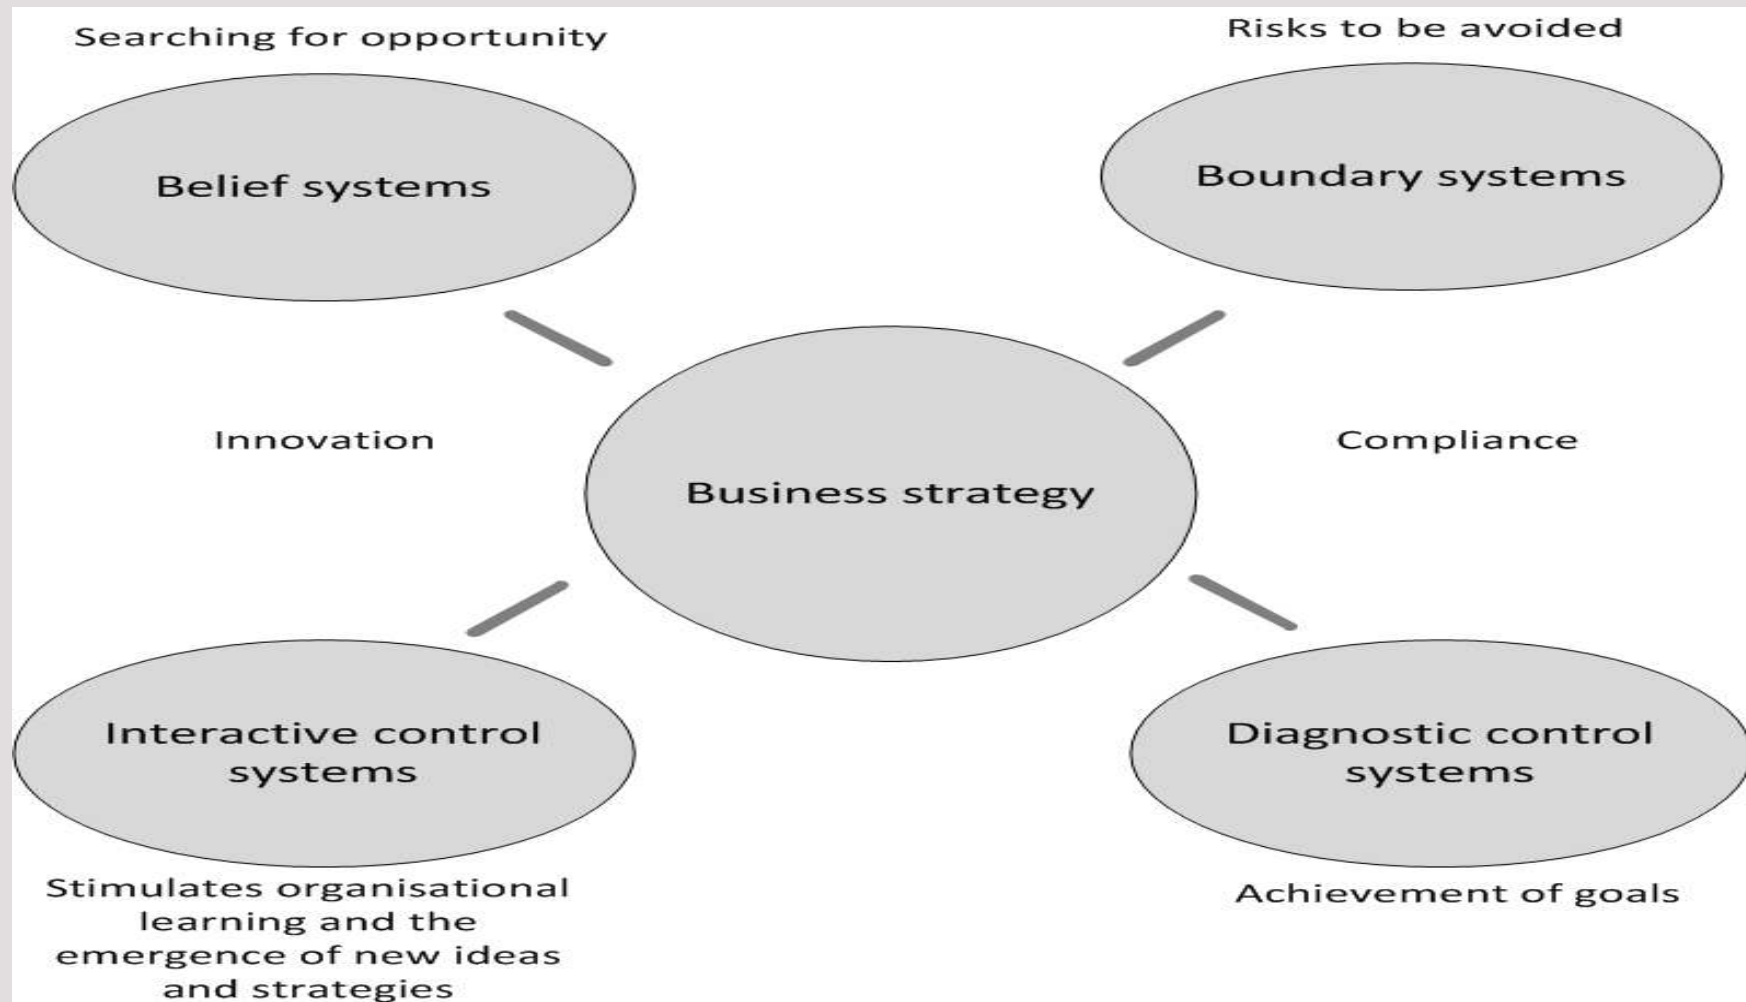 Searching for opportunity
Risks to be avoided
Belief systems
Boundary systems
Innovation
Compliance
Business strategy
Interactive control
systems
Diagnostic control
systems
Stimulates organisational
learning and the
emergence of new ideas
and strategies
Achievement of goals